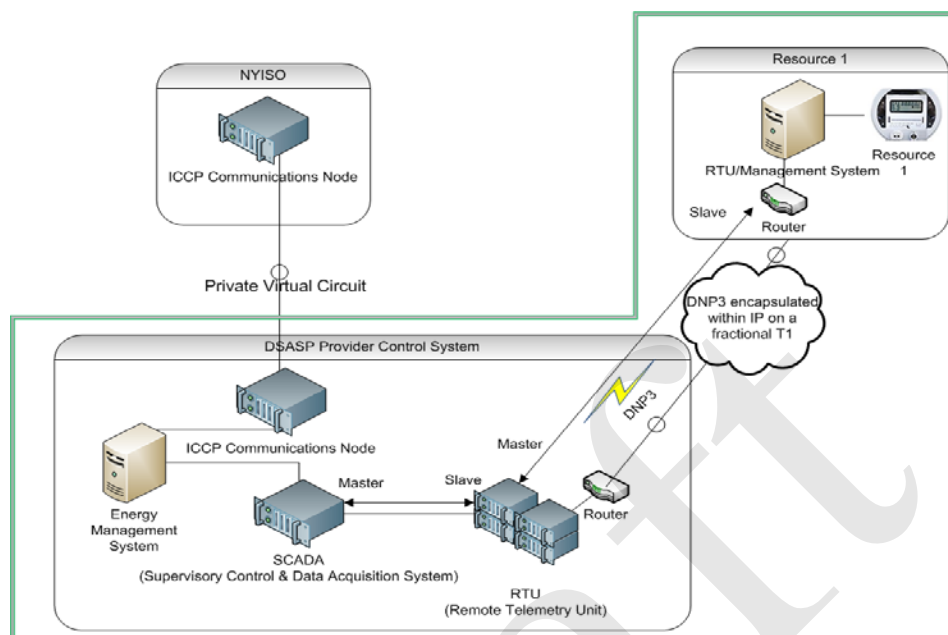 NYISO
ICCP Communications Node
Private Virtual Circuit
Resource 1
RTU/Management System
Resource
1
Slave
Router
DNP3 encapsulated
within IP on a
fractional T1
DSASP Provider Control System
ICCP Communications Node
Energy
Management
System
Master
Slave
SCADA
(Supervisory Control & Data Acquisition System)
Master
DNP3
Router
RTU
(Remote Telemetry Unit)
ft